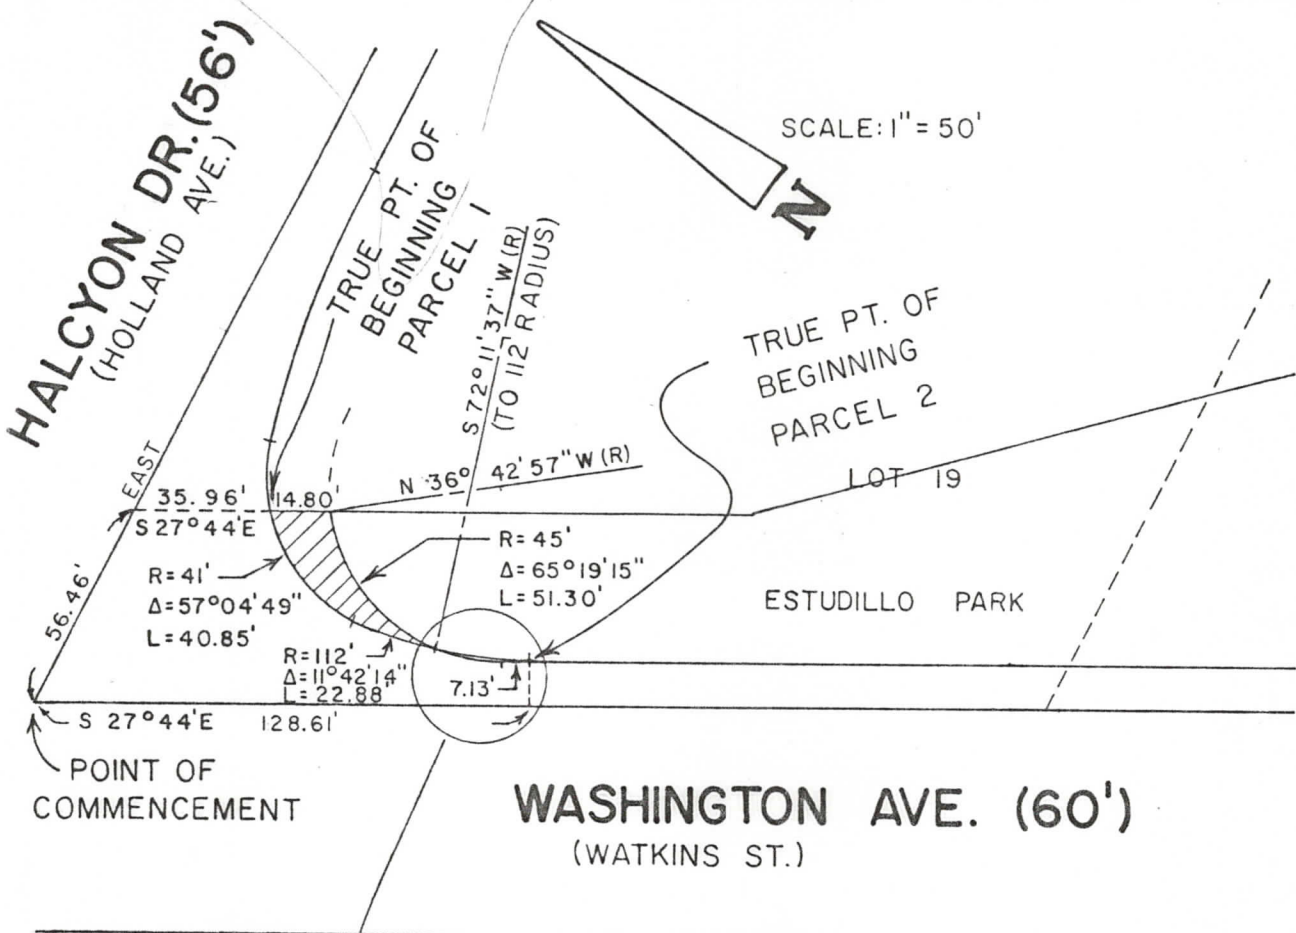 HALCYON DR. (56')
(HOLLAND AVE.)
TRUE PT. OF
BEGINNING
PARCEL 1
S 72° 11' 37" W (R)
(TO 112' RADIUS)
SCALE: 1" = 50'
N
TRUE PT. OF
BEGINNING
PARCEL 2
LOT 19
N 36° 42' 57" W (R)
EAST
35.96'
14.80'
S 27° 44' E
56.46'
R = 41'
Δ = 57° 04' 49"
L = 40.85'
R = 45'
Δ = 65° 19' 15"
L = 51.30'
ESTUDILLO PARK
R = 112'
Δ = 11° 42' 14"
L = 22.88'
7.13'
S 27° 44' E 128.61'
POINT OF
COMMENCEMENT
WASHINGTON AVE. (60')
(WATKINS ST.)